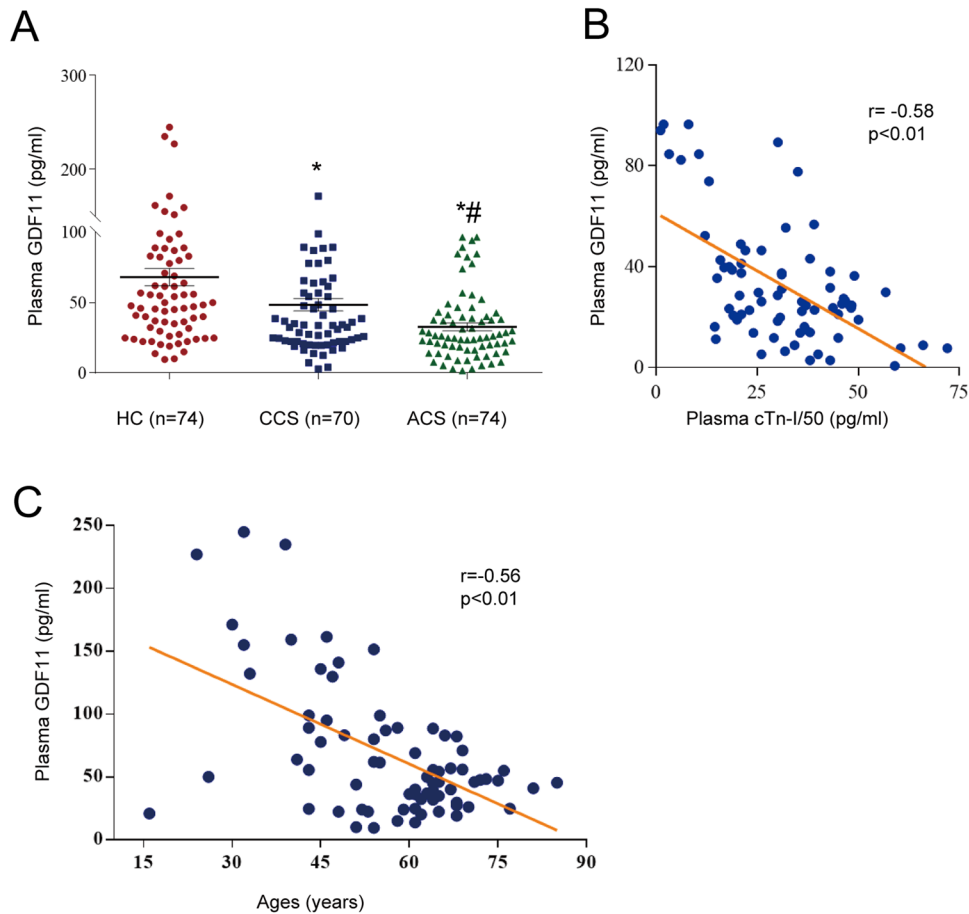 A
Plasma GDF11 (pg/ml)
300
200
100
50
0
*
*#
HC (n=74)
CCS (n=70)
ACS (n=74)
B
Plasma GDF11 (pg/ml)
120
80
40
0
r= -0.58
p<0.01
0
25
50
75
Plasma cTn-I/50 (pg/ml)
C
Plasma GDF11 (pg/ml)
250
200
150
100
50
0
r=-0.56
p<0.01
15
30
45
60
75
90
Ages (years)